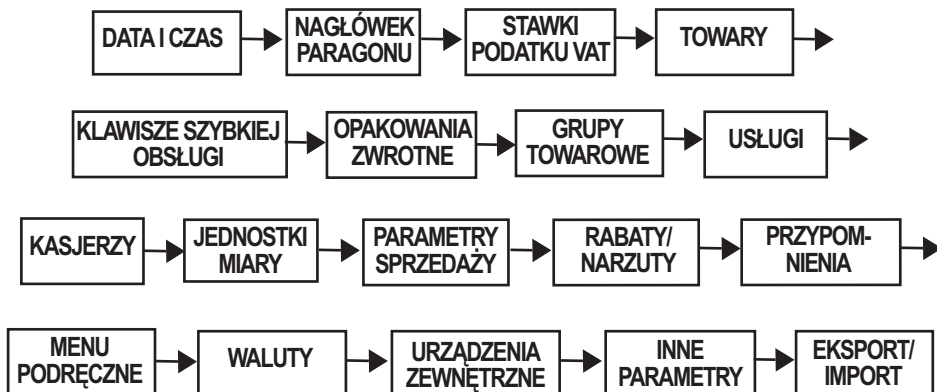 DATA I CZAS
NAGŁÓWEK
PARAGONU
STAWKI
PODATKU VAT
TOWARY
KLAWISZE SZYBKIEJ
OBSŁUGI
OPAKOWANIA
ZWROTNE
GRUPY
TOWAROWE
USŁUGI
KASJERZY
JEDNOSTKI
MIARY
PARAMETRY
SPRZEDAŻY
RABATY/
NARZUTY
PRZYPOM-
NIENIA
MENU
PODRĘCZNE
WALUTY
URZĄDZENIA
ZEWNĘTRZNE
INNE
PARAMETRY
EKSPORT/
IMPORT